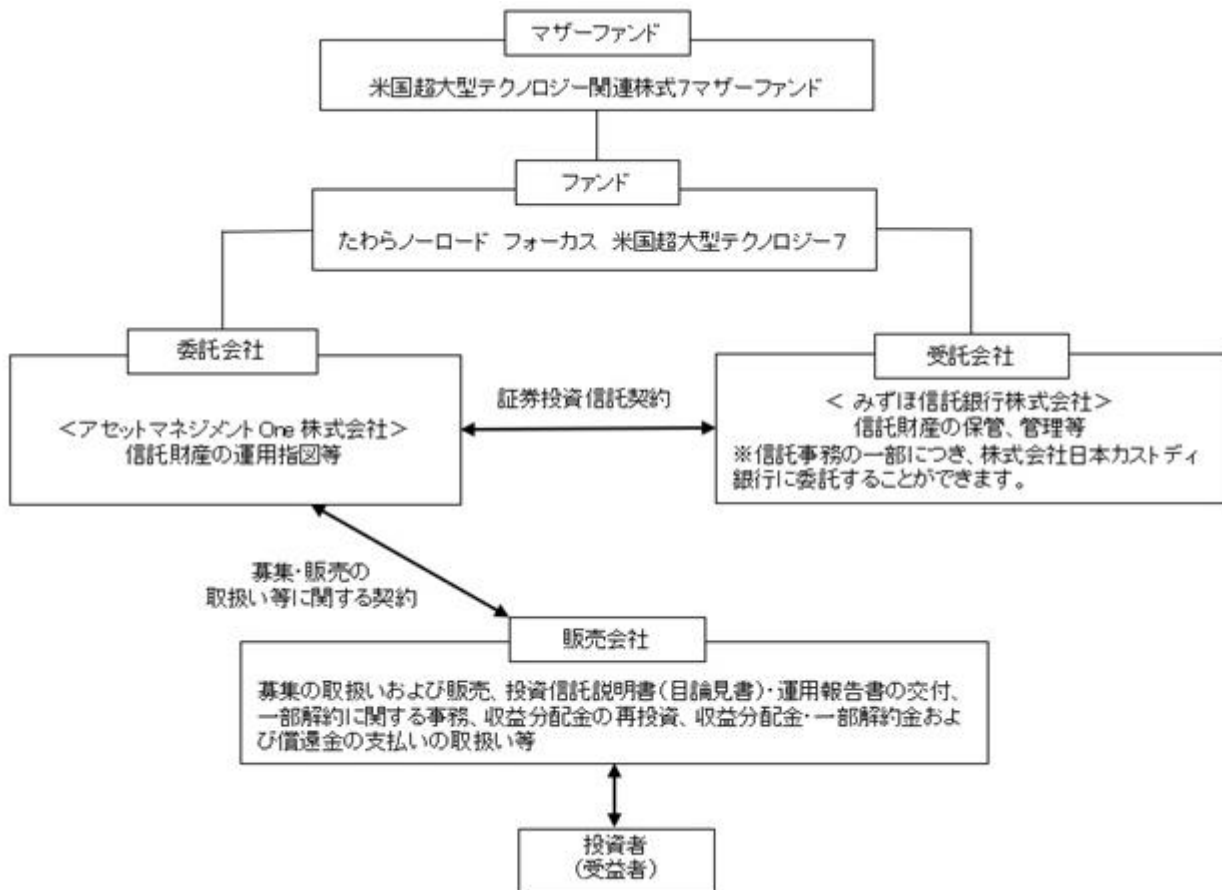 マザーファンド
米国超大型テクノロジー関連株式7マザーファンド
ファンド
たわらノーロード フォーカス 米国超大型テクノロジー7
委託会社
<アセットマネジメントOne 株式会社>
信託財産の運用指図等
証券投資信託契約
受託会社
< みずほ信託銀行株式会社>
信託財産の保管、管理等
※信託事務の一部につき、株式会社日本カストディ
銀行に委託することができます。
募集・販売の
取扱い等に関する契約
販売会社
募集の取扱いおよび販売、投資信託説明書(目論見書)・運用報告書の交付、
一部解約に関する事務、収益分配金の再投資、収益分配金・一部解約金およ
び償還金の支払いの取扱い等
投資者
(受益者)